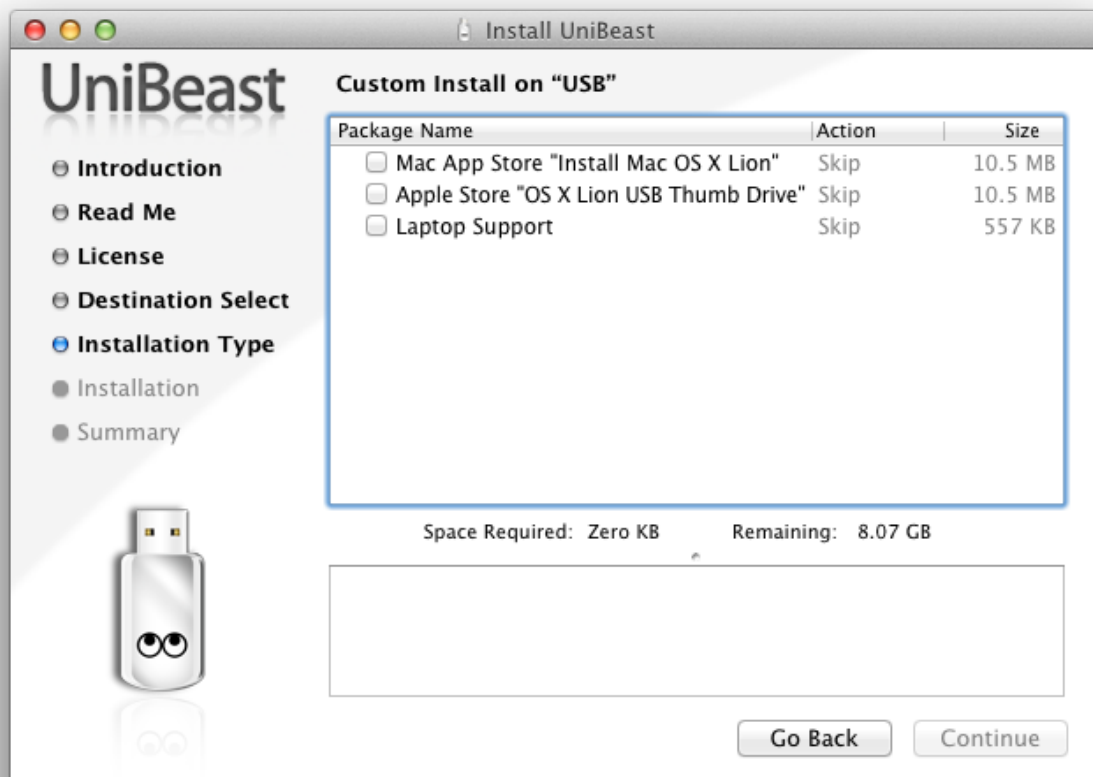 Install UniBeast
UniBeast
Introduction
Read Me
License
Destination Select
Installation Type
Installation
Summary
Custom Install on “USB”
Package Name Action Size
Mac App Store "Install Mac OS X Lion" Skip 10.5 MB
Apple Store "OS X Lion USB Thumb Drive" Skip 10.5 MB
Laptop Support Skip 557 KB
Space Required: Zero KB Remaining: 8.07 GB
Go Back Continue